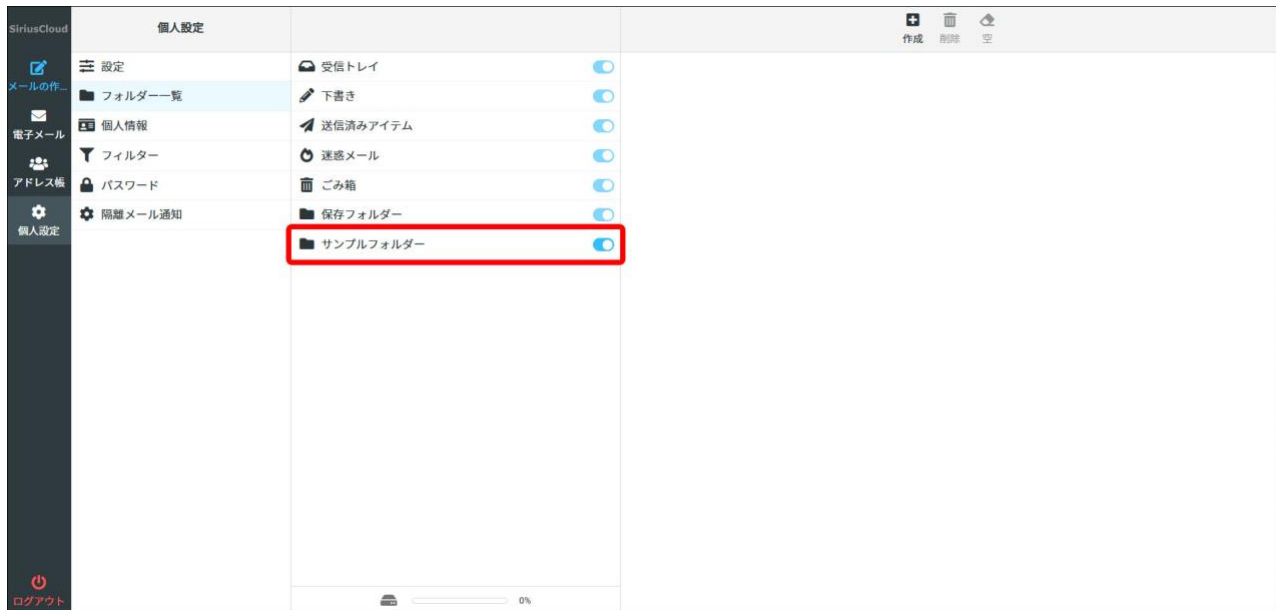 SiriusCloud
メールの作...
電子メール
アドレス帳
個人設定
ログアウト
個人設定
設定
フォルダー一覧
個人情報
フィルター
パスワード
隔離メール通知
受信トレイ
下書き
送信済みアイテム
迷惑メール
ごみ箱
保存フォルダー
サンプルフォルダー
0%
作成 削除 空